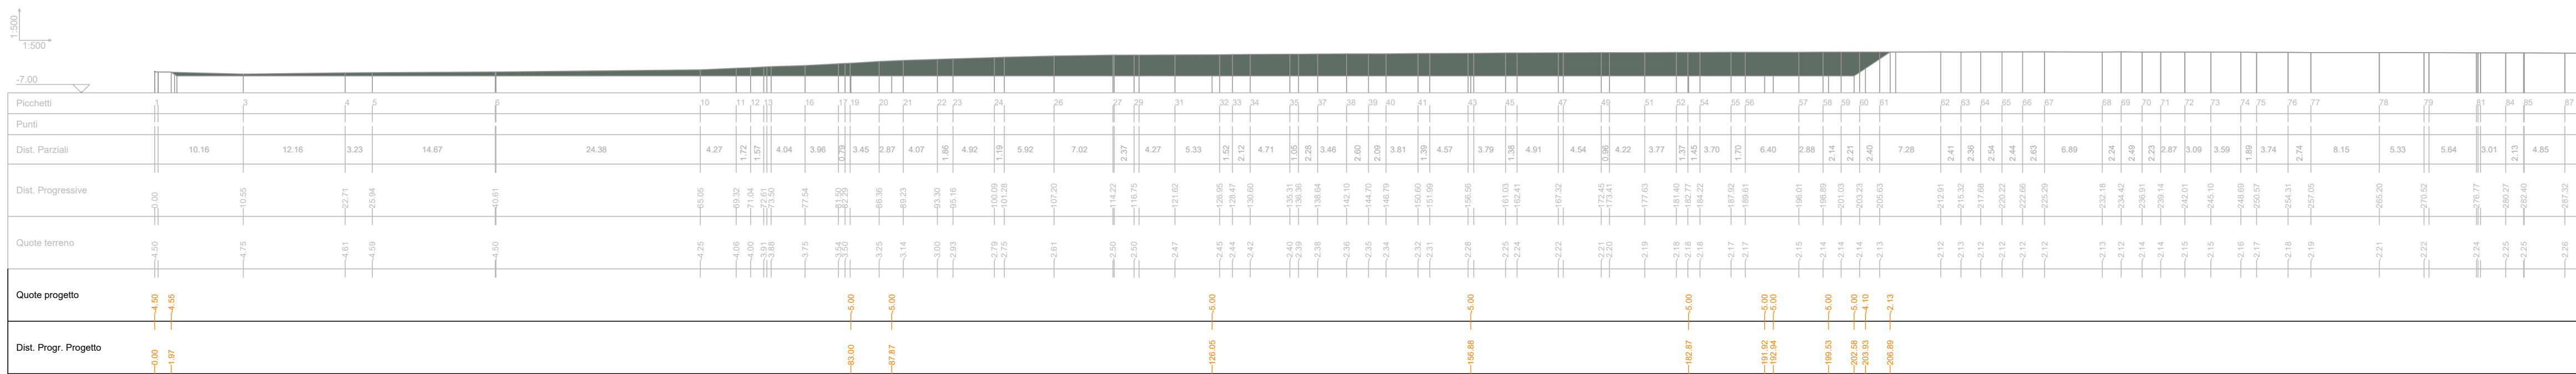 1:500
1:500
-7.00
Picchetti 1 3 4 5 6 10 11 12 13 16 17 19 20 21 22 23 24 26 27 29 31 32 33 34 35 37 38 39 40 41 43 45 47 49 51 52 54 55 56 57 58 59 60 61 62 63 64 65 66 67 68 69 70 71 72 73 74 75 76 77 78 79 81 84 85 87
Punti
Dist. Parziali 10.16 12.16 3.23 14.67 24.38 4.27 1.72 1.57 4.04 3.96 0.79 3.45 2.87 4.07 1.86 4.92 1.19 5.92 7.02 2.37 4.27 5.33 1.52 2.12 4.71 1.05 2.28 3.46 2.60 2.09 3.81 1.39 4.57 3.79 1.38 4.91 4.54 0.96 4.22 3.77 1.37 1.45 3.70 1.70 6.40 2.88 2.14 2.21 2.40 7.28 2.41 2.36 2.54 2.44 2.63 6.89 2.24 2.49 2.23 2.87 3.09 3.59 1.89 3.74 2.74 8.15 5.33 5.64 3.01 2.13 4.85
Dist. Progressive 0.00 10.55 22.71 25.94 40.61 65.05 69.32 71.04 72.61 73.50 77.54 81.50 82.29 86.36 89.23 93.30 95.16 100.09 101.28 107.20 114.22 116.75 121.62 126.95 128.47 130.60 135.31 136.36 138.64 142.10 144.70 146.79 150.60 151.99 156.56 161.03 162.41 167.32 172.45 173.41 177.63 181.40 182.77 184.22 187.92 189.61 196.01 198.89 201.03 203.23 205.63 212.91 215.32 217.68 220.22 222.66 225.29 232.18 234.42 236.91 239.14 242.01 245.10 248.69 250.57 254.31 257.05 265.20 270.52 276.77 280.27 282.40 287.32
Quote terreno -4.50 -4.75 -4.61 -4.59 -4.50 -4.25 -4.06 -4.00 -3.91 -3.88 -3.75 -3.54 -3.50 -3.25 -3.14 -3.00 -2.93 -2.79 -2.75 -2.61 -2.50 -2.50 -2.47 -2.45 -2.44 -2.42 -2.40 -2.39 -2.38 -2.36 -2.35 -2.34 -2.32 -2.31 -2.28 -2.25 -2.24 -2.22 -2.21 -2.20 -2.19 -2.18 -2.18 -2.18 -2.17 -2.17 -2.15 -2.14 -2.14 -2.14 -2.13 -2.12 -2.13 -2.12 -2.12 -2.12 -2.12 -2.13 -2.12 -2.14 -2.14 -2.15 -2.15 -2.16 -2.17 -2.18 -2.19 -2.21 -2.22 -2.24 -2.25 -2.25 -2.26
Quote progetto -4.50 -4.55 -5.00 -5.00 -5.00 -5.00 -5.00 -5.00 -5.00 -5.00 -5.00 -4.10 -2.13
Dist. Progr. Progetto 0.00 1.97 83.00 87.87 126.05 156.88 182.87 191.92 192.94 199.53 202.58 203.93 206.89